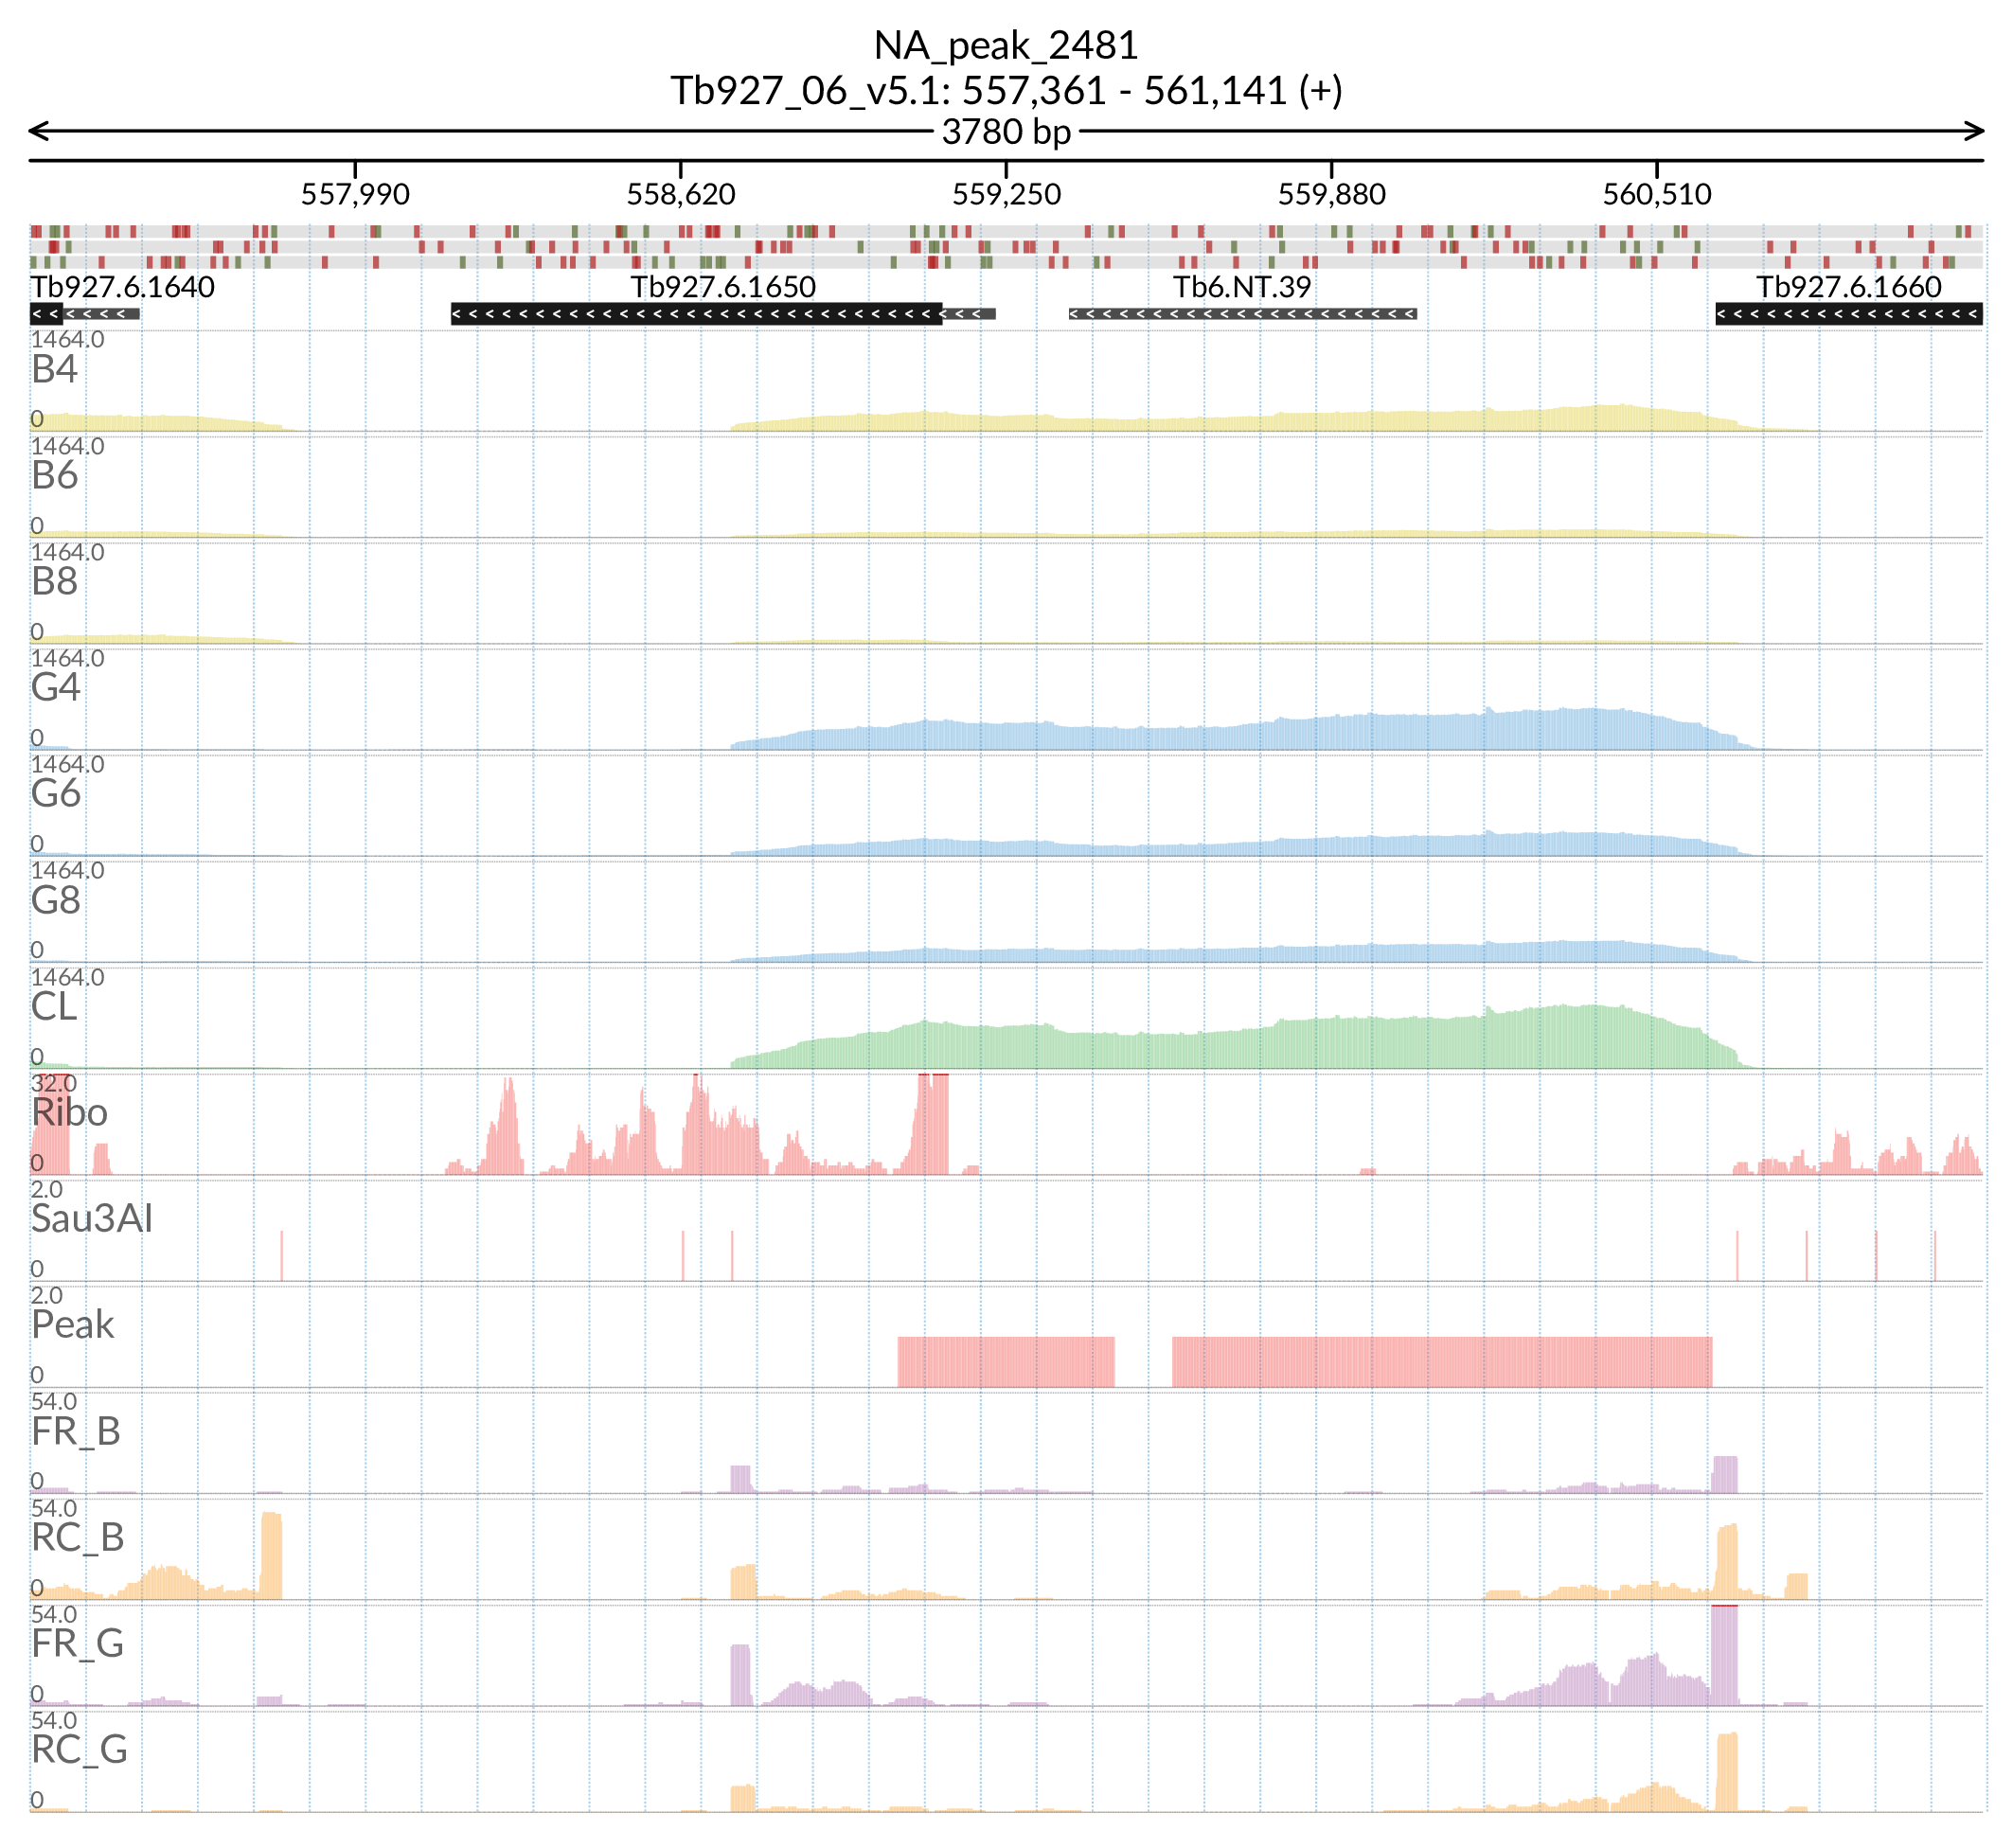 NA_peak_2481
Tb927_06_v5.1: 557,361 - 561,141 (+)
3780 bp
557,990 558,620 559,250 559,880 560,510
Tb927.6.1640 Tb927.6.1650 Tb6.NT.39 Tb927.6.1660
1464.0
B4
0
1464.0
B6
0
1464.0
B8
0
1464.0
G4
0
1464.0
G6
0
1464.0
G8
0
1464.0
CL
0
32.0
Ribo
0
2.0
Sau3AI
0
2.0
Peak
0
54.0
FR_B
0
54.0
RC_B
0
54.0
FR_G
0
54.0
RC_G
0